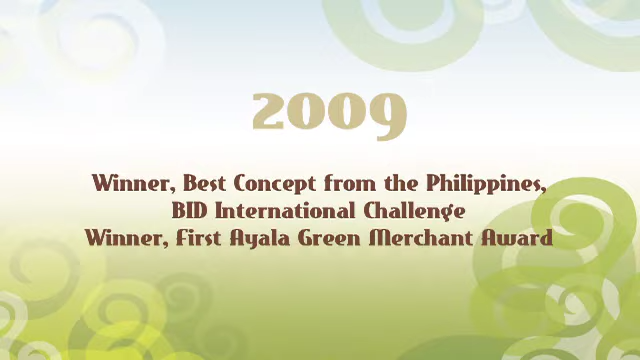 2009
Winner, Best Concept from the Philippines,
BID International Challenge
Winner, First Ayala Green Merchant Award